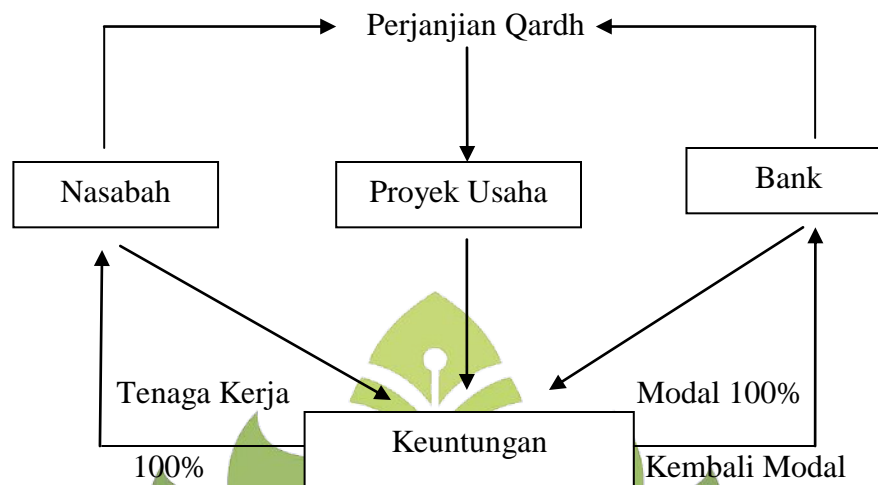 Perjanjian Qardh
Nasabah
Proyek Usaha
Bank
Tenaga Kerja
Modal 100%
Keuntungan
100%
Kembali Modal